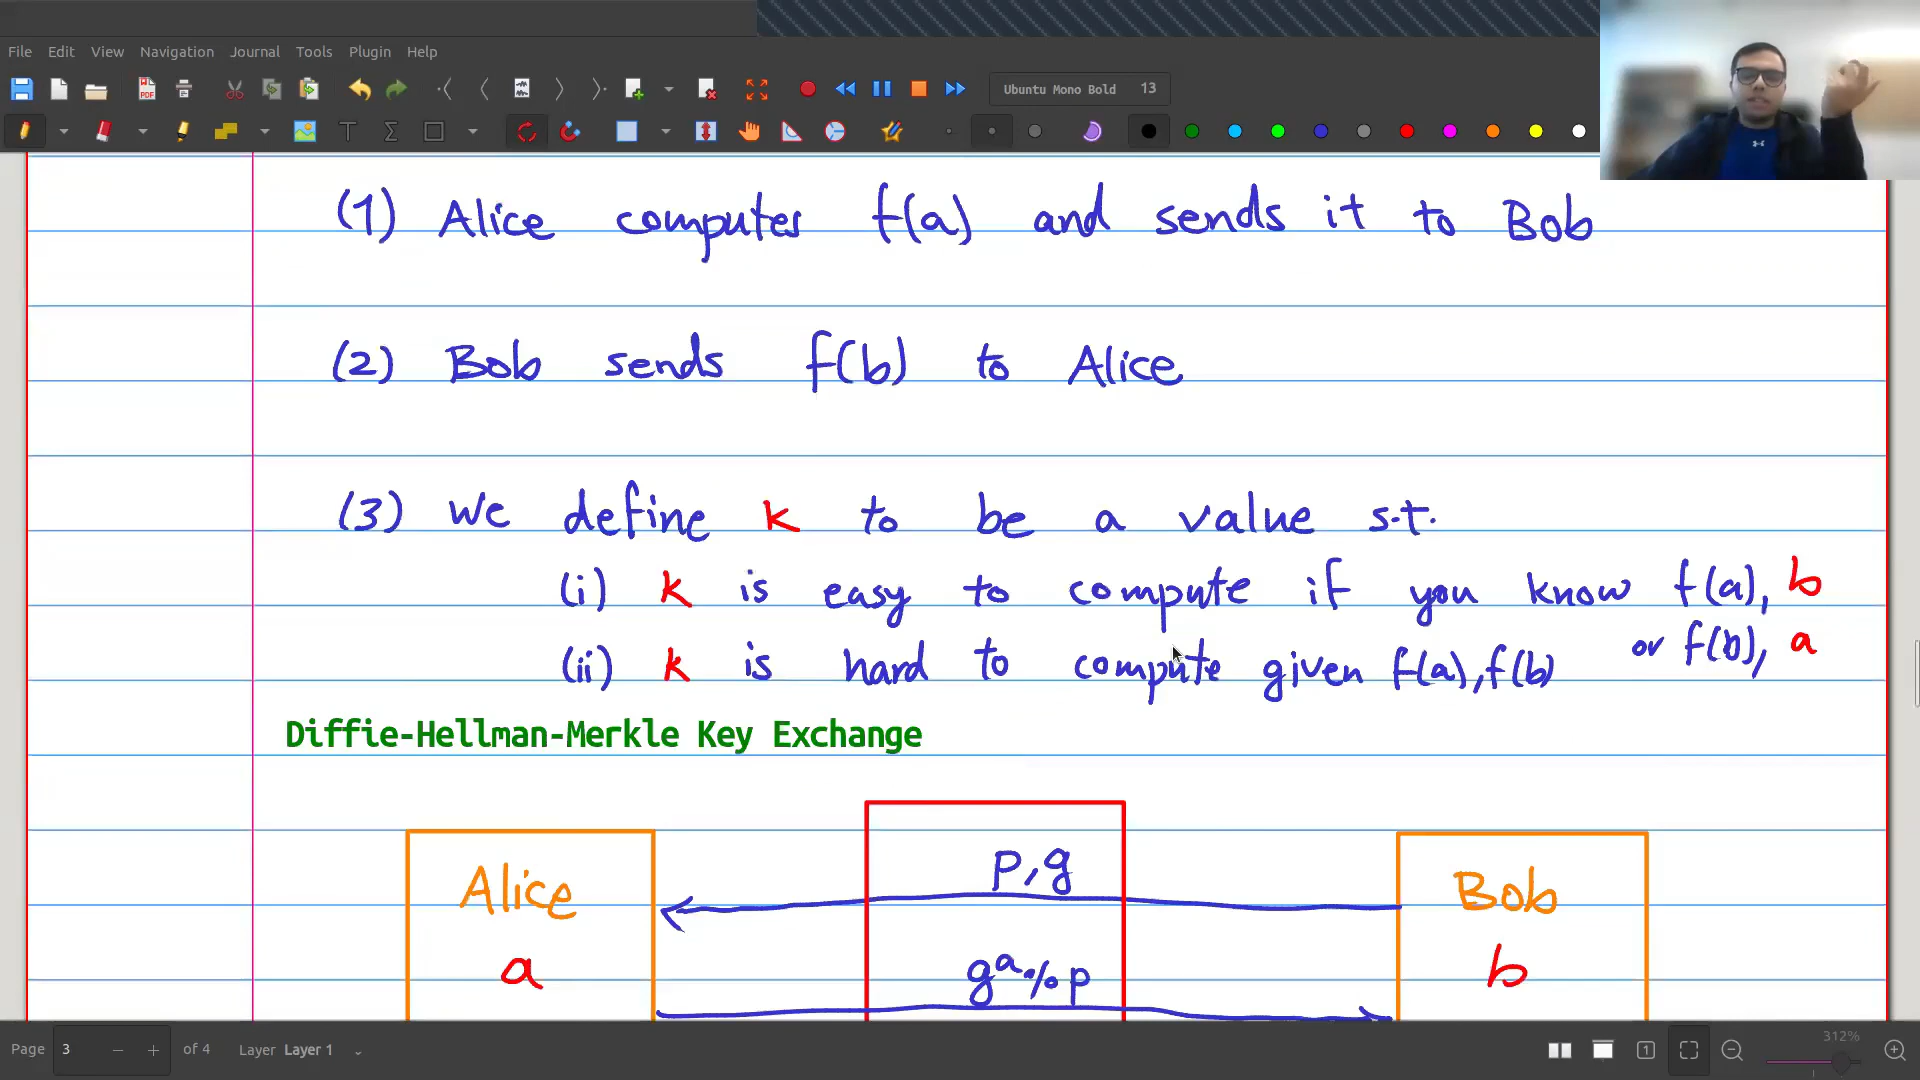 File Edit View Navigation Journal Tools Plugin Help
Ubuntu Mono Bold 13
(1) Alice computes f(a) and sends it to Bob
(2) Bob sends f(b) to Alice
(3) We define k to be a value s.t.
(i) k is easy to compute if you know f(a), b
or f(b), a
(ii) k is hard to compute given f(a), f(b)
Diffie-Hellman-Merkle Key Exchange
p, g
Alice
Bob
a
g^a % p
b
Page 3 of 4 Layer Layer 1
312%